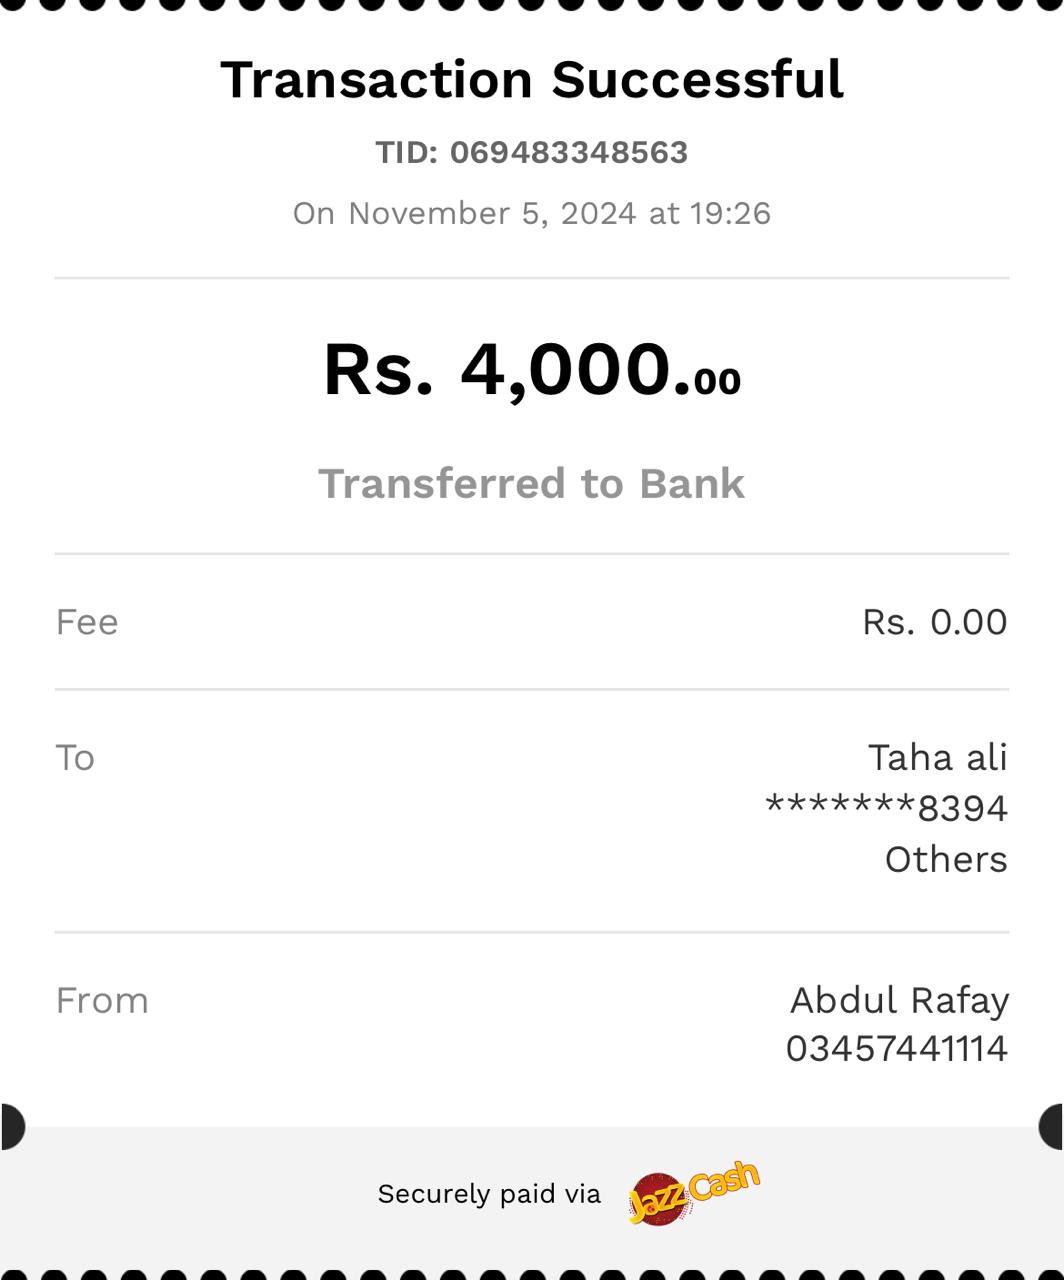 Transaction Successful
TID: 069483348563
On November 5, 2024 at 19:26
Rs. 4,000.00
Transferred to Bank
Fee Rs. 0.00
To Taha ali
*******8394
Others
From Abdul Rafay
03457441114
Securely paid via JazzCash